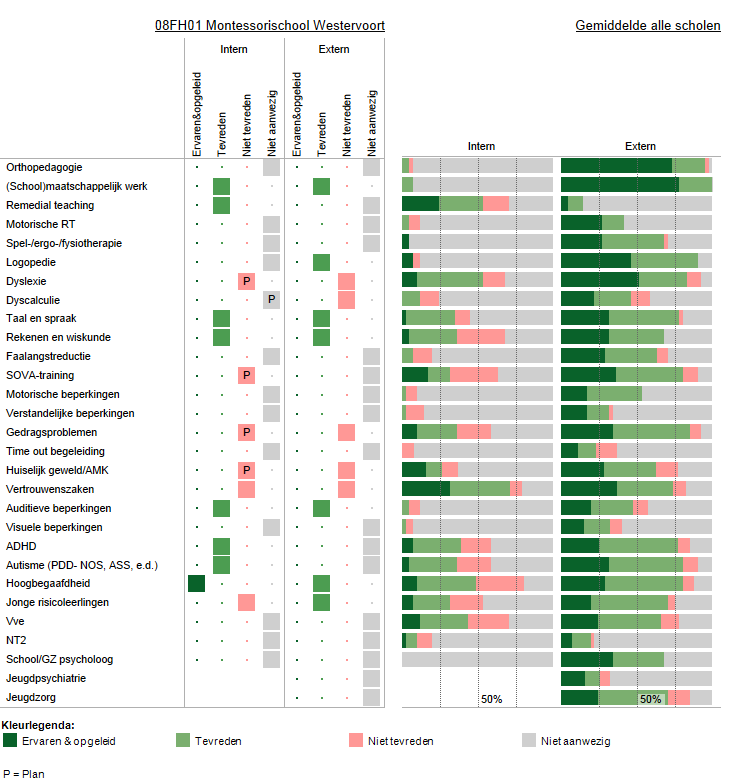 08FH01 Montessorischool Westervoort
Gemiddelde alle scholen
Intern
Extern
Ervaren&opgeleid
Tevreden
Niet tevreden
Niet aanwezig
Ervaren&opgeleid
Tevreden
Niet tevreden
Niet aanwezig
Intern
Extern
Orthopedagogie
(School)maatschappelijk werk
Remedial teaching
Motorische RT
Spel-/ergo-/fysiotherapie
Logopedie
Dyslexie P
Dyscalculie P
Taal en spraak
Rekenen en wiskunde
Faalangstreductie
SOVA-training P
Motorische beperkingen
Verstandelijke beperkingen
Gedragsproblemen P
Time out begeleiding
Huiselijk geweld/AMK P
Vertrouwenszaken
Auditieve beperkingen
Visuele beperkingen
ADHD
Autisme (PDD- NOS, ASS, e.d.)
Hoogbegaafdheid
Jonge risicoleerlingen
Vve
NT2
School/GZ psycholoog
Jeugdpsychiatrie
Jeugdzorg 50% 50%
Kleurlegenda:
Ervaren & opgeleid Tevreden Niet tevreden Niet aanwezig
P = Plan